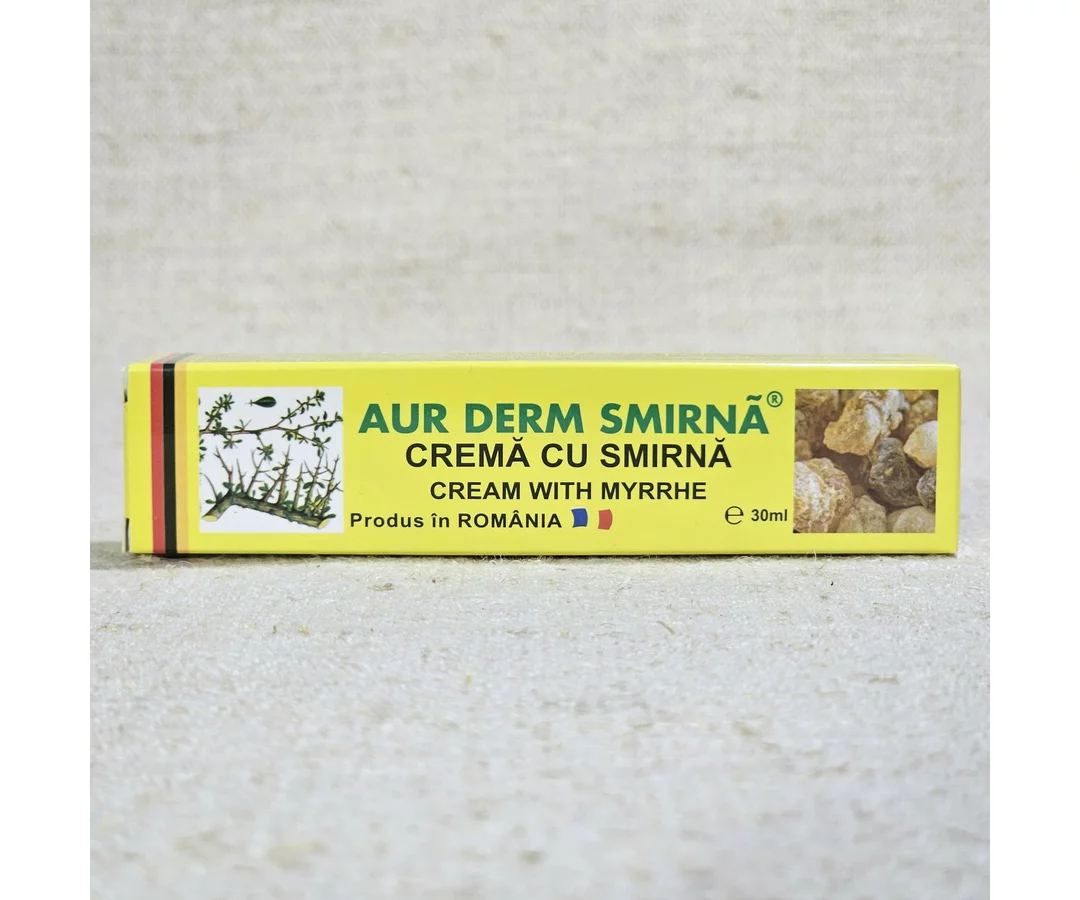 AUR DERM SMIRNÃ®
CREMĂ CU SMIRNĂ
CREAM WITH MYRRHE
Produs în ROMÂNIA
℮ 30ml